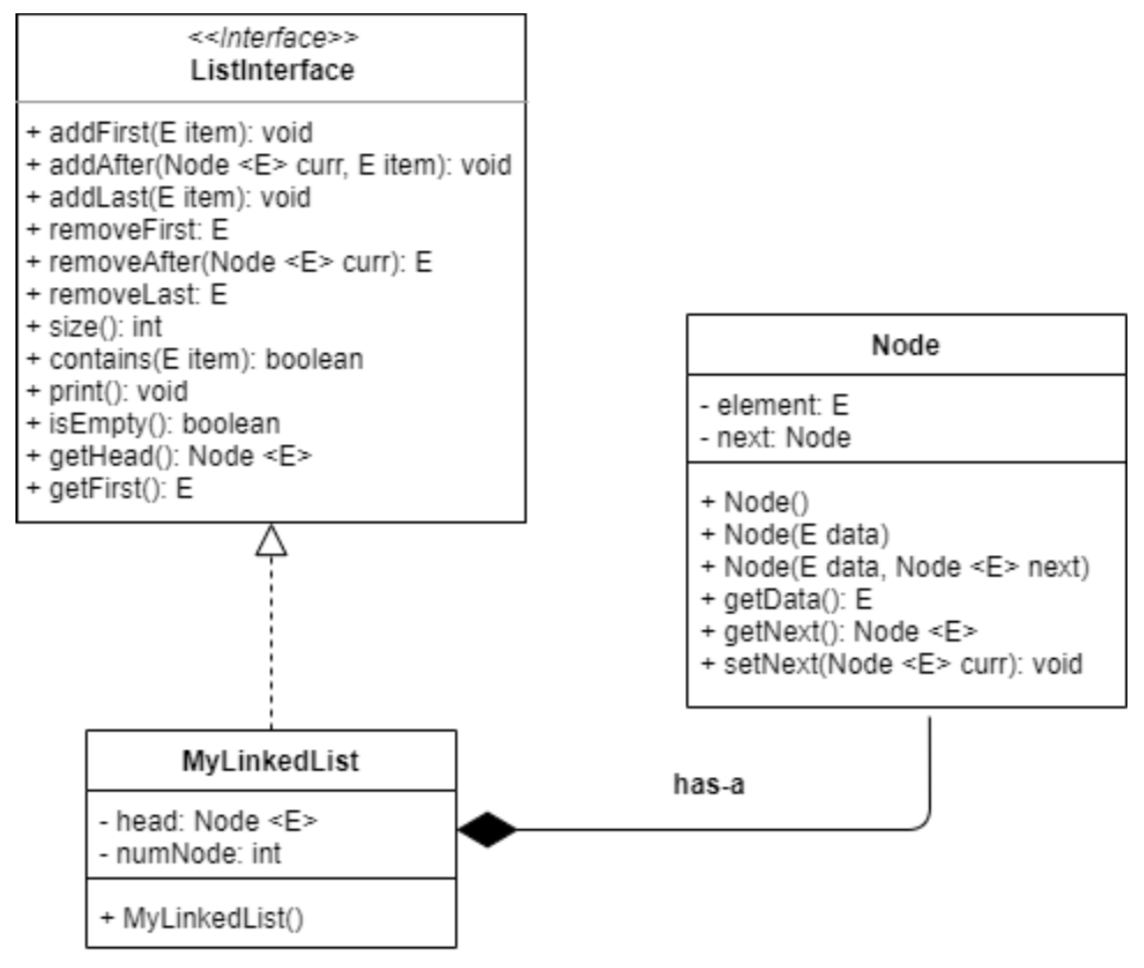 <<Interface>>
ListInterface
+ addFirst(E item): void
+ addAfter(Node <E> curr, E item): void
+ addLast(E item): void
+ removeFirst: E
+ removeAfter(Node <E> curr): E
+ removeLast: E
+ size(): int
+ contains(E item): boolean
+ print(): void
+ isEmpty(): boolean
+ getHead(): Node <E>
+ getFirst(): E
Node
- element: E
- next: Node
+ Node()
+ Node(E data)
+ Node(E data, Node <E> next)
+ getData(): E
+ getNext(): Node <E>
+ setNext(Node <E> curr): void
MyLinkedList
- head: Node <E>
- numNode: int
+ MyLinkedList()
has-a